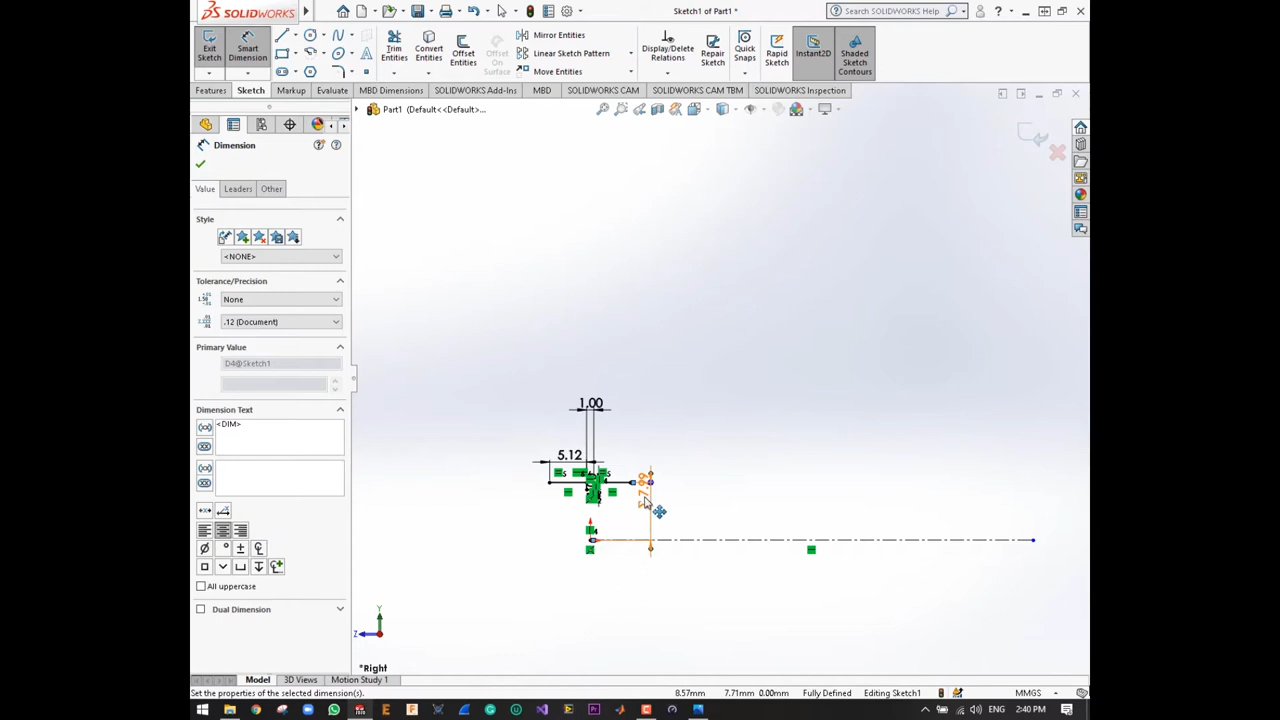 SOLIDWORKS
Sketch1 of Part1 *
Search SOLIDWORKS Help
Exit Sketch
Smart Dimension
Trim Entities
Convert Entities
Offset Entities
Offset On Surface
Mirror Entities
Linear Sketch Pattern
Move Entities
Display/Delete Relations
Repair Sketch
Quick Snaps
Rapid Sketch
Instant2D
Shaded Sketch Contours
Features
Sketch
Markup
Evaluate
MBD Dimensions
SOLIDWORKS Add-Ins
MBD
SOLIDWORKS CAM
SOLIDWORKS CAM TBM
SOLIDWORKS Inspection
Part1 (Default<<Default>...
Dimension
Value
Leaders
Other
Style
<NONE>
Tolerance/Precision
None
.12 (Document)
Primary Value
D4@Sketch1
Dimension Text
<DIM>
All uppercase
Dual Dimension
1.00
5.12
Y
Z
*Right
Model
3D Views
Motion Study 1
Set the properties of the selected dimension(s).
8.57mm
7.71mm
0.00mm
Fully Defined
Editing Sketch1
MMGS
ENG
2:40 PM